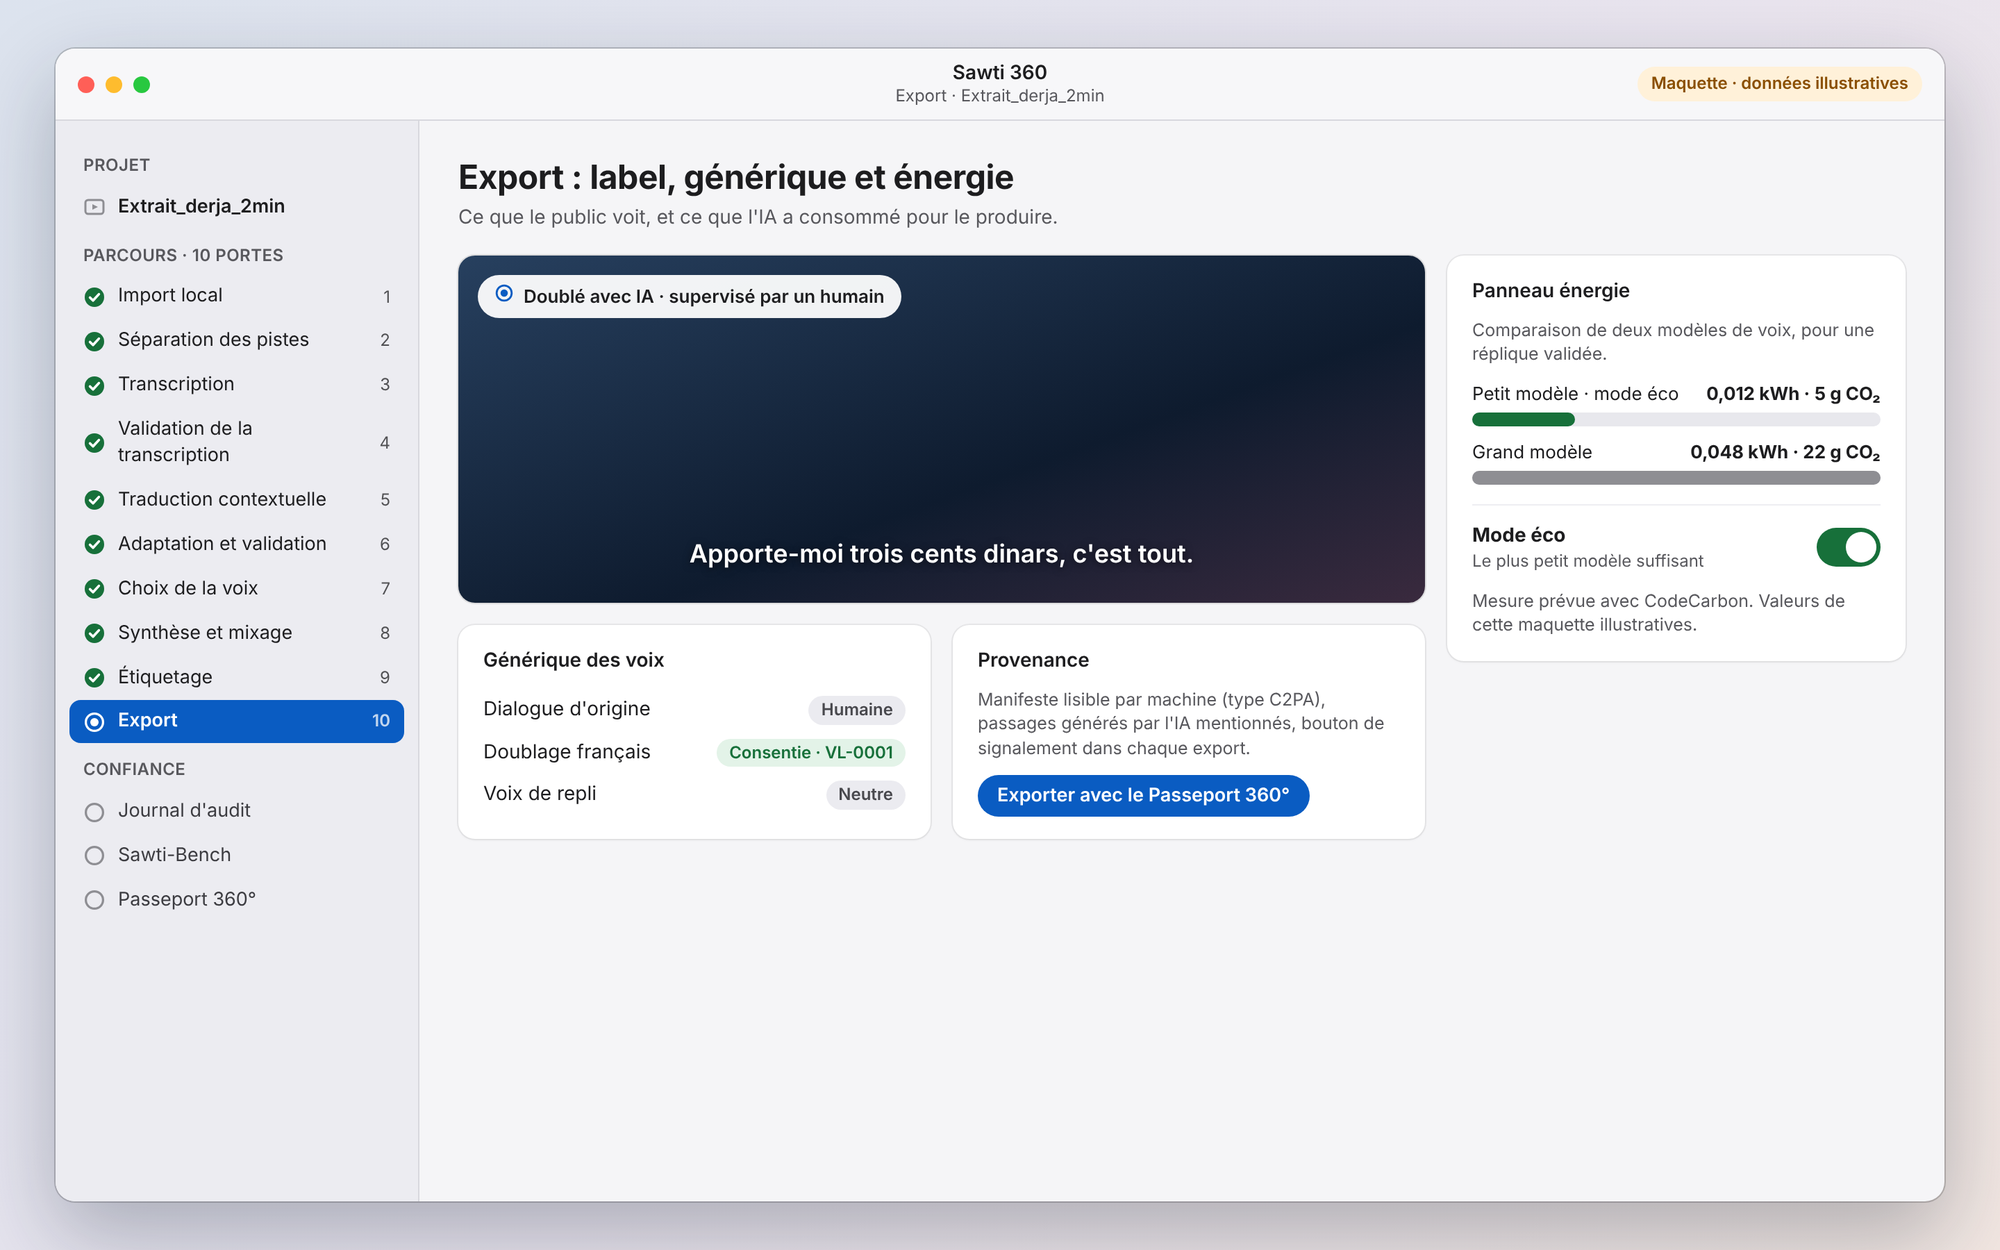 Sawti 360
Export · Extrait_derja_2min
Maquette · données illustratives
PROJET
Extrait_derja_2min
PARCOURS · 10 PORTES
Import local 1
Séparation des pistes 2
Transcription 3
Validation de la
transcription 4
Traduction contextuelle 5
Adaptation et validation 6
Choix de la voix 7
Synthèse et mixage 8
Étiquetage 9
Export 10
CONFIANCE
Journal d'audit
Sawti-Bench
Passeport 360°
Export : label, générique et énergie
Ce que le public voit, et ce que l'IA a consommé pour le produire.
Doublé avec IA · supervisé par un humain
Apporte-moi trois cents dinars, c'est tout.
Générique des voix
Dialogue d'origine Humaine
Doublage français Consentie · VL-0001
Voix de repli Neutre
Provenance
Manifeste lisible par machine (type C2PA),
passages générés par l'IA mentionnés, bouton de
signalement dans chaque export.
Exporter avec le Passeport 360°
Panneau énergie
Comparaison de deux modèles de voix, pour une
réplique validée.
Petit modèle · mode éco 0,012 kWh · 5 g CO₂
Grand modèle 0,048 kWh · 22 g CO₂
Mode éco
Le plus petit modèle suffisant
Mesure prévue avec CodeCarbon. Valeurs de
cette maquette illustratives.